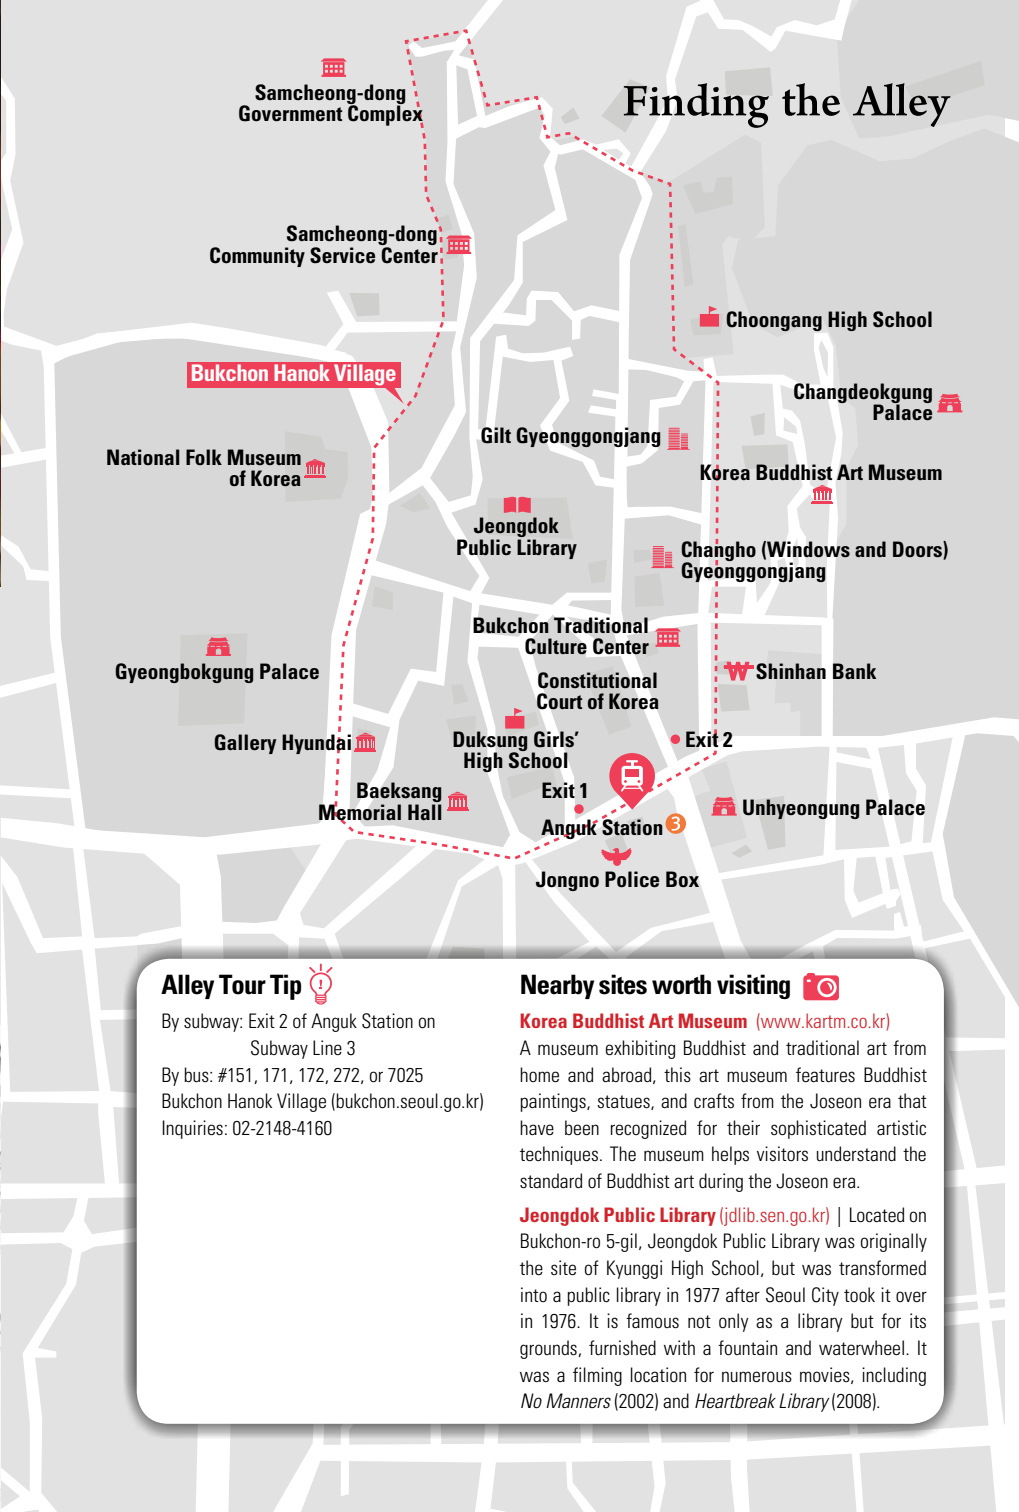 Finding the Alley
Samcheong-dong
Government Complex
Samcheong-dong
Community Service Center
Choongang High School
Bukchon Hanok Village
Changdeokgung
Palace
Gilt Gyeonggongjang
National Folk Museum
of Korea
Korea Buddhist Art Museum
Jeongdok
Public Library
Changho (Windows and Doors)
Gyeonggongjang
Bukchon Traditional
Culture Center
Gyeongbokgung Palace
Shinhan Bank
Constitutional
Court of Korea
Gallery Hyundai
Duksung Girls'
High School
Exit 2
Baeksang
Memorial Hall
Exit 1
Unhyeongung Palace
Anguk Station 3
Jongno Police Box
Alley Tour Tip
By subway: Exit 2 of Anguk Station on
Subway Line 3
By bus: #151, 171, 172, 272, or 7025
Bukchon Hanok Village (bukchon.seoul.go.kr)
Inquiries: 02-2148-4160
Nearby sites worth visiting
Korea Buddhist Art Museum (www.kartm.co.kr)
A museum exhibiting Buddhist and traditional art from
home and abroad, this art museum features Buddhist
paintings, statues, and crafts from the Joseon era that
have been recognized for their sophisticated artistic
techniques. The museum helps visitors understand the
standard of Buddhist art during the Joseon era.
Jeongdok Public Library (jdlib.sen.go.kr) | Located on
Bukchon-ro 5-gil, Jeongdok Public Library was originally
the site of Kyunggi High School, but was transformed
into a public library in 1977 after Seoul City took it over
in 1976. It is famous not only as a library but for its
grounds, furnished with a fountain and waterwheel. It
was a filming location for numerous movies, including
No Manners (2002) and Heartbreak Library (2008).